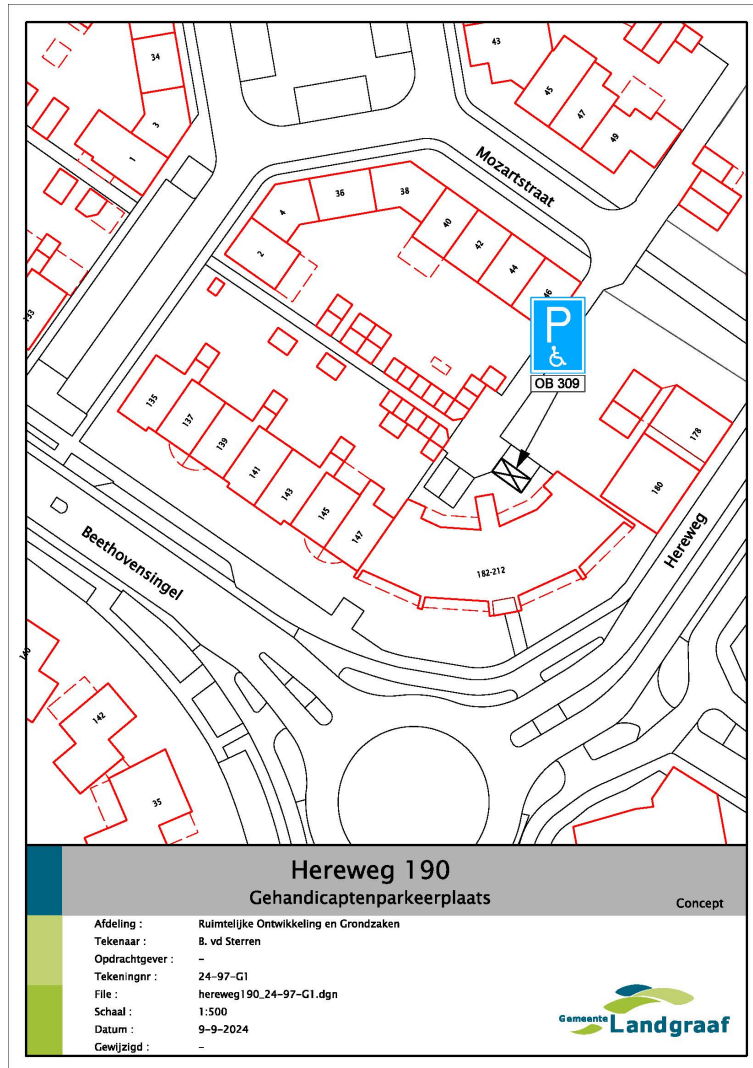 34
43
3
1
45
47
49
Mozartstraat
4
36
38
40
42
44
46
2
133
P
OB 309
135
137
139
141
143
145
147
178
180
182-212
Hereweg
Beethovensingel
140
142
35
Hereweg 190
Gehandicaptenparkeerplaats
Concept
Afdeling : Ruimtelijke Ontwikkeling en Grondzaken
Tekenaar : B. vd Sterren
Opdrachtgever : -
Tekeningnr : 24-97-G1
File : hereweg190_24-97-G1.dgn
Schaal : 1:500
Datum : 9-9-2024
Gewijzigd : -
Gemeente Landgraaf